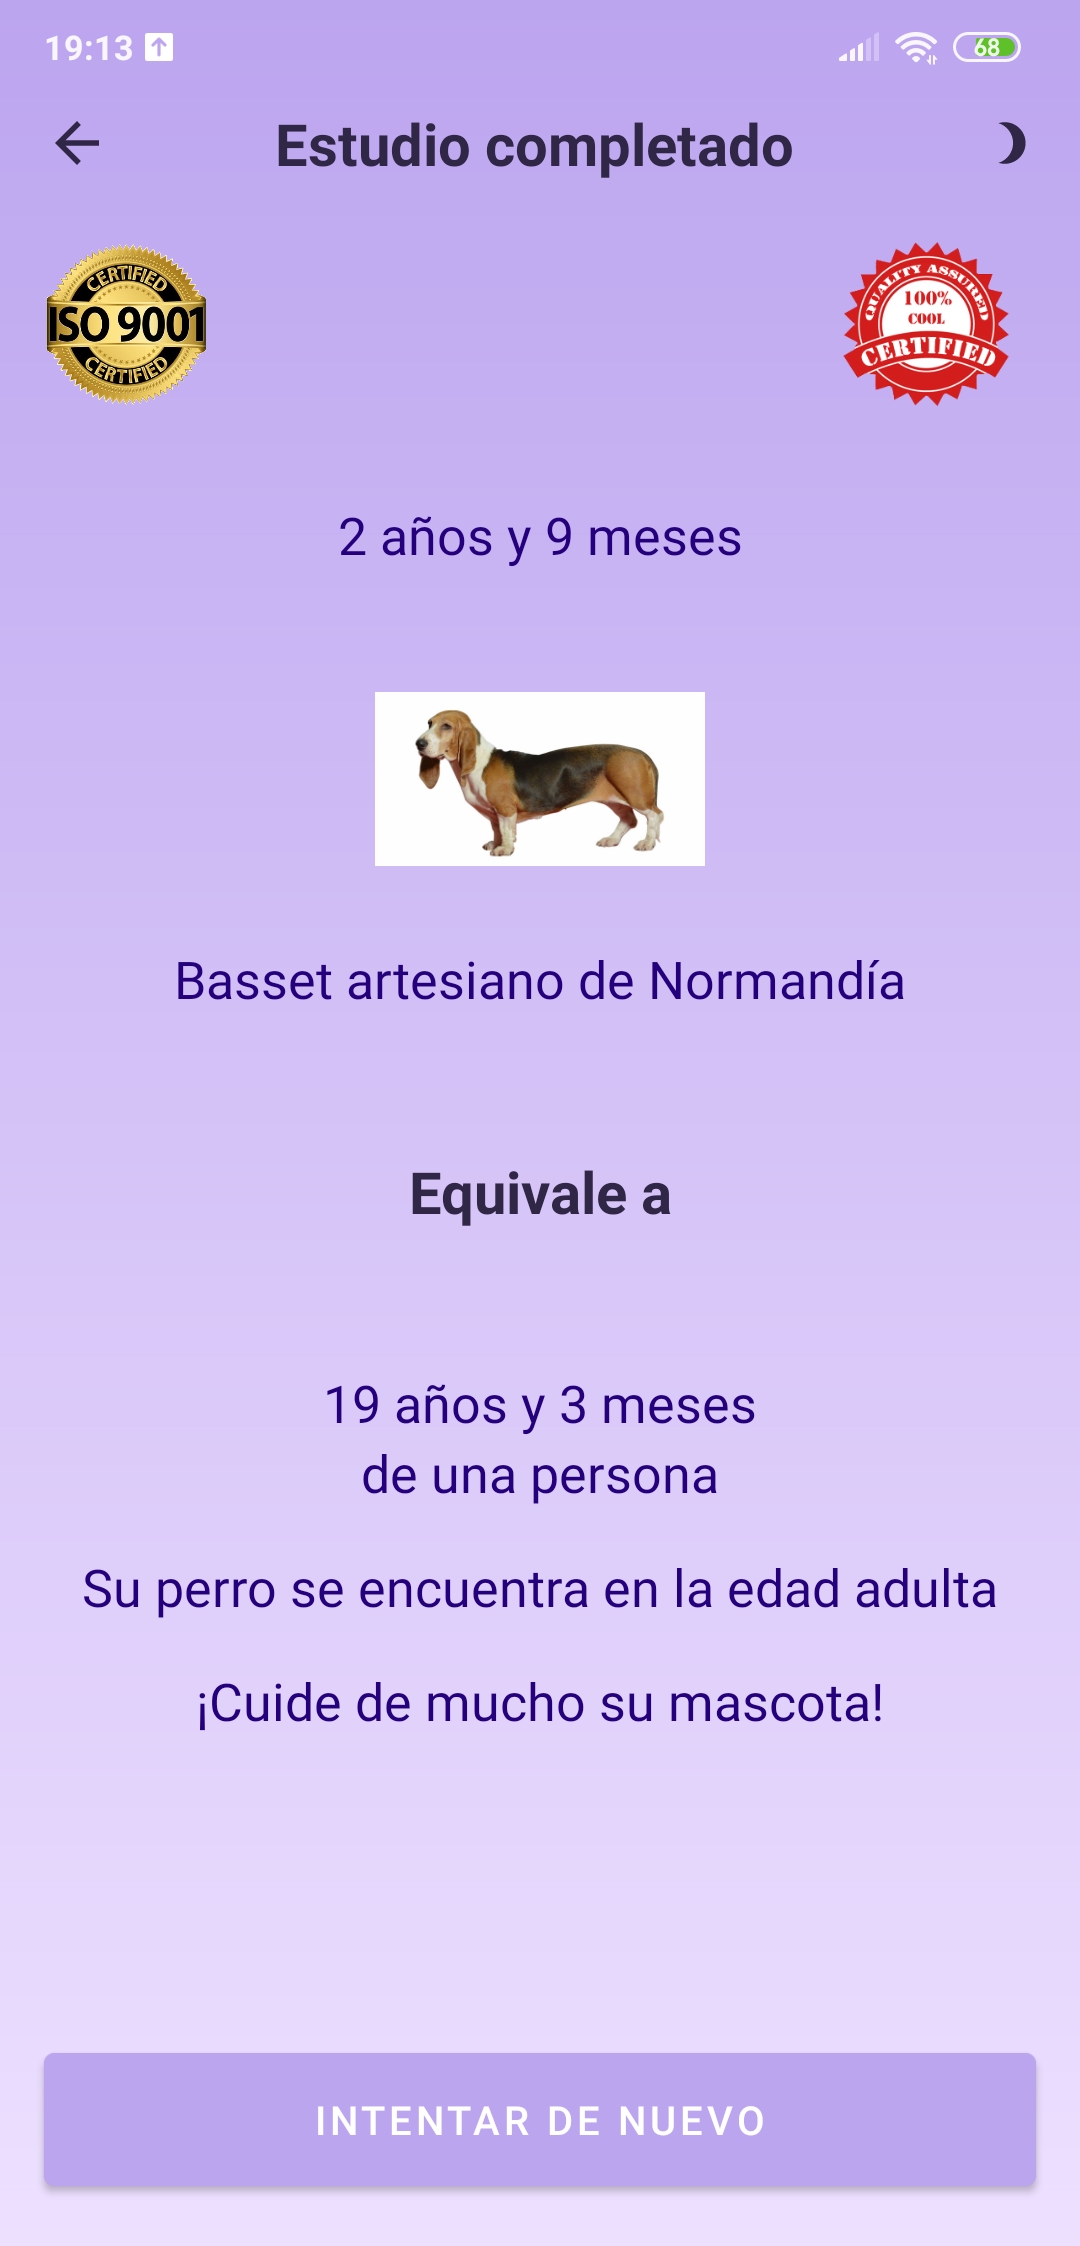 19:13
68
Estudio completado
CERTIFIED
ISO 9001
CERTIFIED
QUALITY ASSURED
100%
COOL
CERTIFIED
2 años y 9 meses
Basset artesiano de Normandía
Equivale a
19 años y 3 meses
de una persona
Su perro se encuentra en la edad adulta
¡Cuide de mucho su mascota!
INTENTAR DE NUEVO